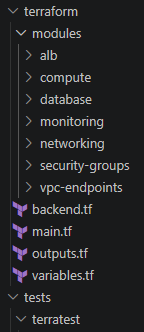 terraform
modules
alb
compute
database
monitoring
networking
security-groups
vpc-endpoints
backend.tf
main.tf
outputs.tf
variables.tf
tests
terratest